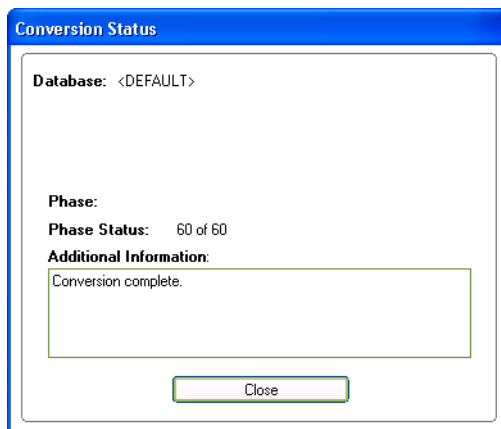 Conversion Status
Database: <DEFAULT>
Phase:
Phase Status: 60 of 60
Additional Information:
Conversion complete.
Close